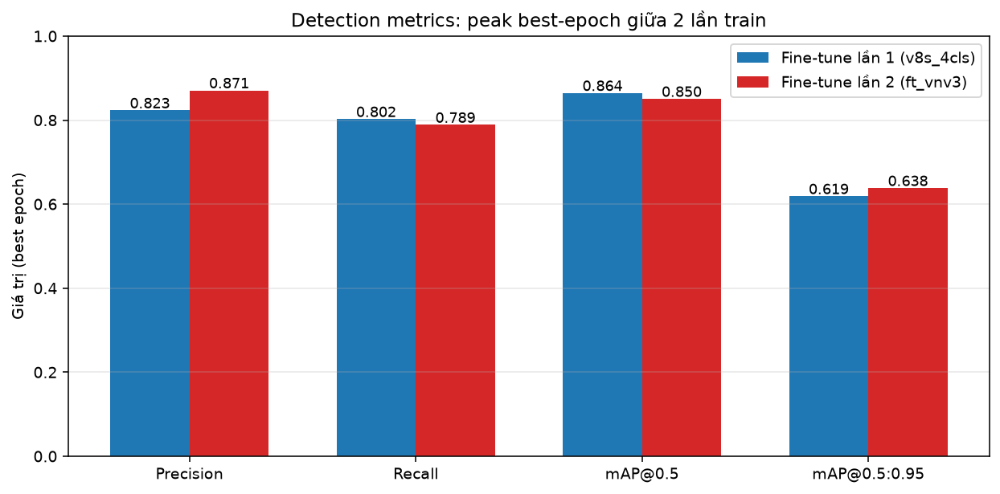 Detection metrics: peak best-epoch giữa 2 lần train
Fine-tune lần 1 (v8s_4cls)
Fine-tune lần 2 (ft_vnv3)
Giá trị (best epoch)
1.0
0.8
0.6
0.4
0.2
0.0
0.823
0.871
0.802
0.789
0.864
0.850
0.619
0.638
Precision
Recall
mAP@0.5
mAP@0.5:0.95